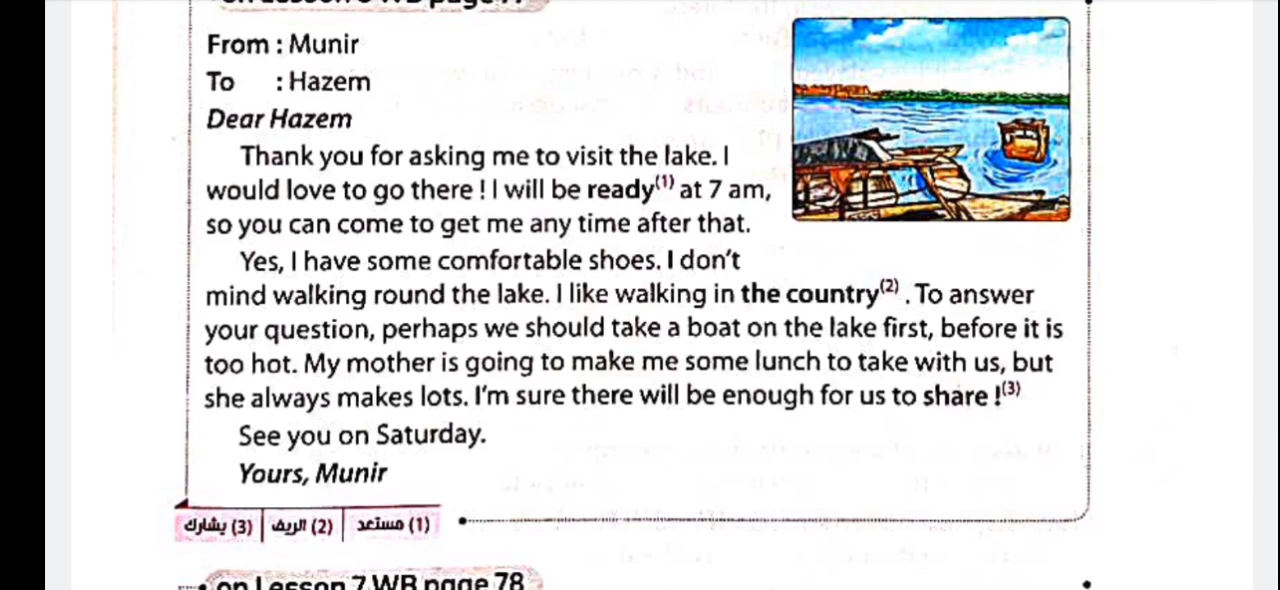 From : Munir
To : Hazem
Dear Hazem
Thank you for asking me to visit the lake. I
would love to go there ! I will be ready(1) at 7 am,
so you can come to get me any time after that.
Yes, I have some comfortable shoes. I don't
mind walking round the lake. I like walking in the country(2) . To answer
your question, perhaps we should take a boat on the lake first, before it is
too hot. My mother is going to make me some lunch to take with us, but
she always makes lots. I'm sure there will be enough for us to share !(3)
See you on Saturday.
Yours, Munir
(1) مستعد (2) الريف (3) يشارك
on Lesson 7 WB page 78